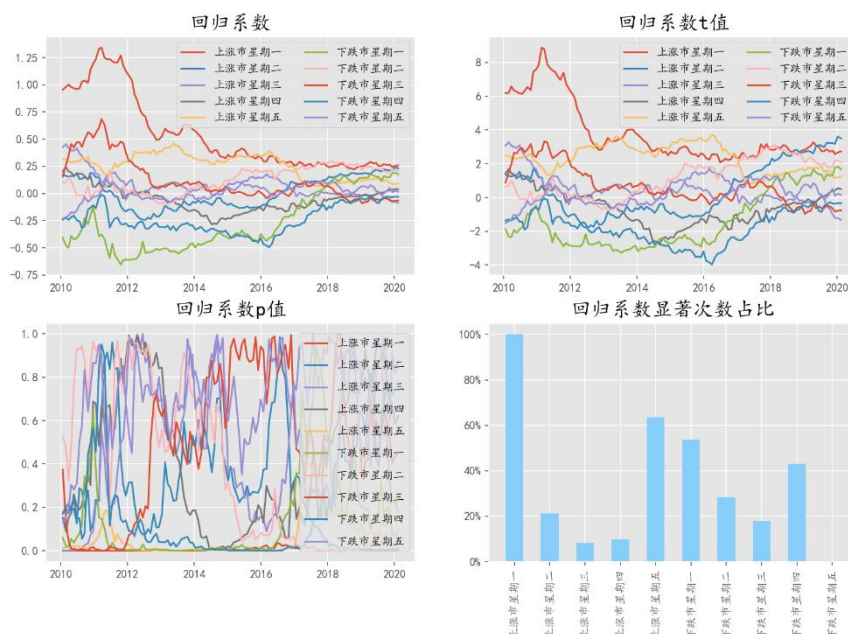 回归系数
1.25
1.00
0.75
0.50
0.25
0.00
-0.25
-0.50
-0.75
2010 2012 2014 2016 2018 2020
上涨市星期一 下跌市星期一
上涨市星期二 下跌市星期二
上涨市星期三 下跌市星期三
上涨市星期四 下跌市星期四
上涨市星期五 下跌市星期五
回归系数t值
8
6
4
2
0
-2
-4
2010 2012 2014 2016 2018 2020
上涨市星期一 下跌市星期一
上涨市星期二 下跌市星期二
上涨市星期三 下跌市星期三
上涨市星期四 下跌市星期四
上涨市星期五 下跌市星期五
回归系数p值
1.0
0.8
0.6
0.4
0.2
0.0
2010 2012 2014 2016 2018 2020
上涨市星期一
上涨市星期二
上涨市星期三
上涨市星期四
上涨市星期五
下跌市星期一
下跌市星期二
下跌市星期三
下跌市星期四
下跌市星期五
回归系数显著次数占比
100%
80%
60%
40%
20%
0%
上涨市星期一
上涨市星期二
上涨市星期三
上涨市星期四
上涨市星期五
下跌市星期一
下跌市星期二
下跌市星期三
下跌市星期四
下跌市星期五